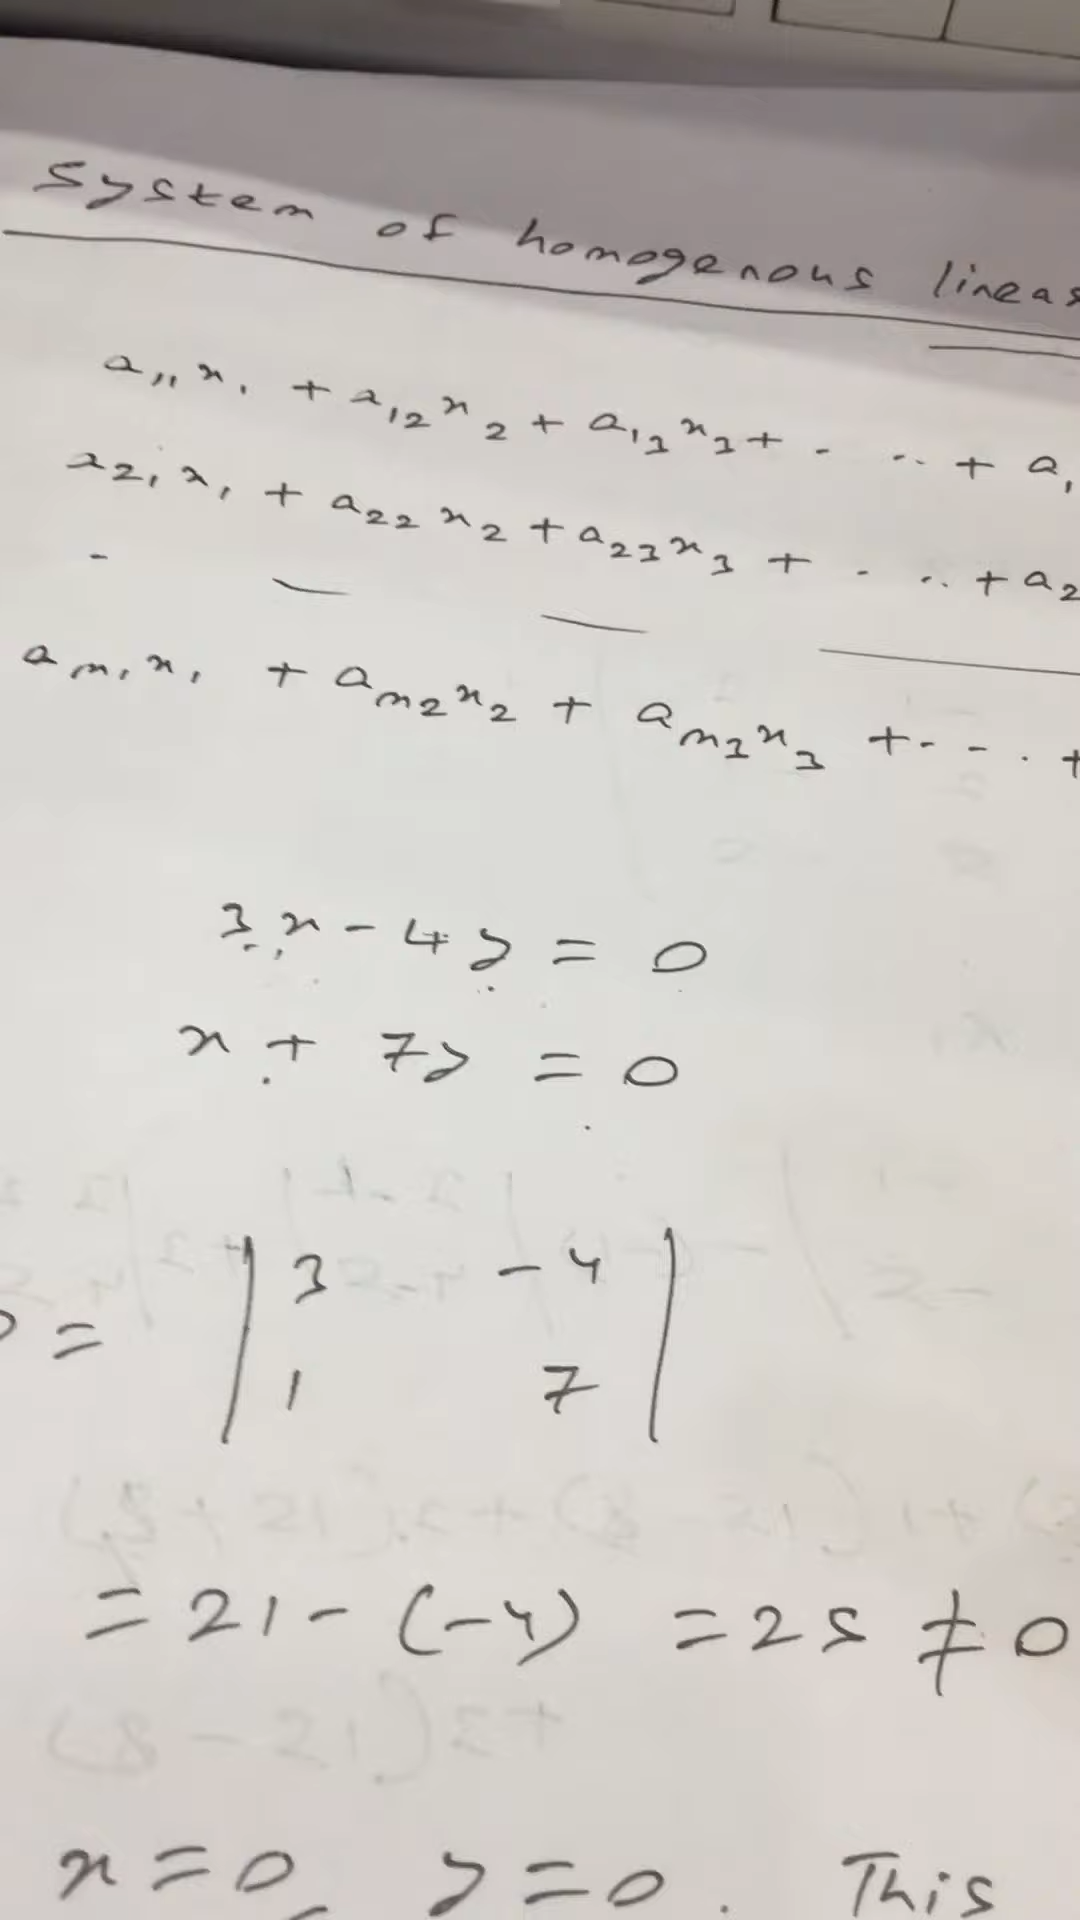 System of homogenous linear
a₁₁x₁ + a₁₂x₂ + a₁₃x₃ + ... + a₁
a₂₁x₁ + a₂₂x₂ + a₂₃x₃ + ... + a₂
aₘ₁x₁ + aₘ₂x₂ + aₘ₃x₃ + ... +
3x - 4y = 0
x + 7y = 0
= | 3 -4 |
| 1 7 |
= 21 - (-4) = 25 ≠ 0
x = 0, y = 0. This